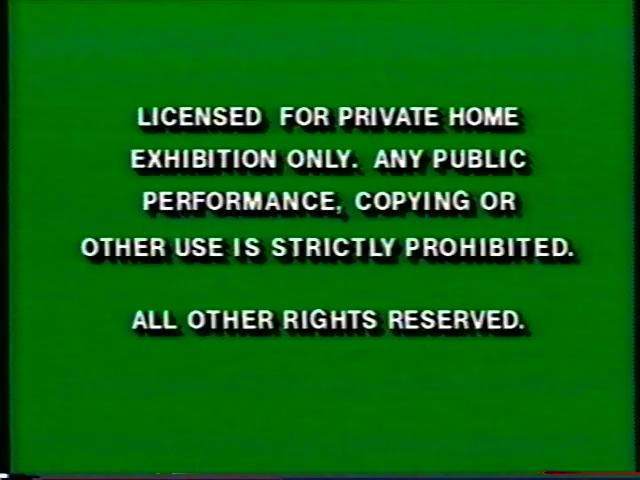 LICENSED FOR PRIVATE HOME
EXHIBITION ONLY. ANY PUBLIC
PERFORMANCE, COPYING OR
OTHER USE IS STRICTLY PROHIBITED.
ALL OTHER RIGHTS RESERVED.